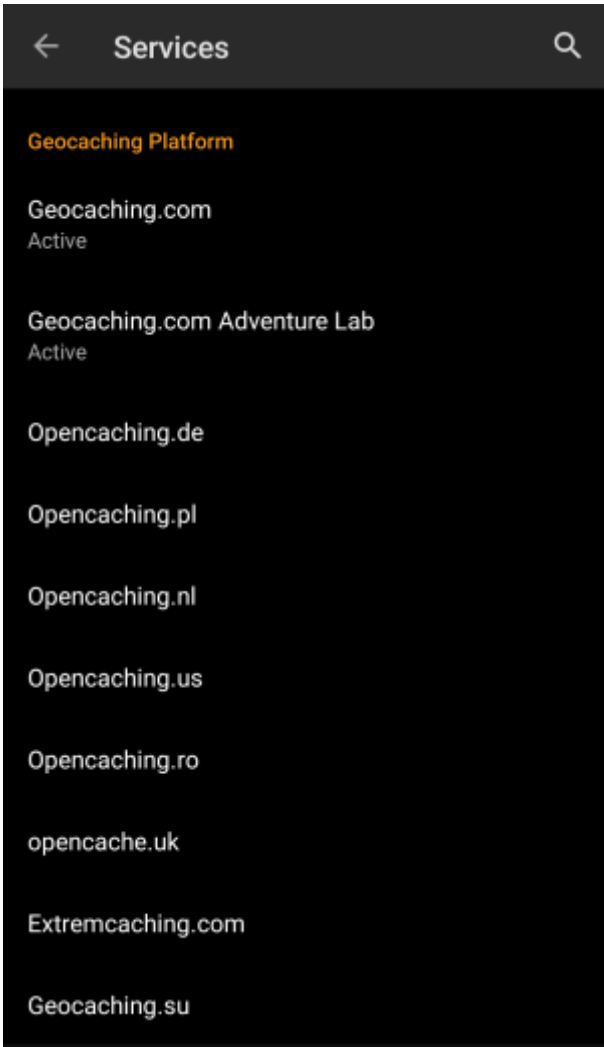 Services
Geocaching Platform
Geocaching.com
Active
Geocaching.com Adventure Lab
Active
Opencaching.de
Opencaching.pl
Opencaching.nl
Opencaching.us
Opencaching.ro
opencache.uk
Extremcaching.com
Geocaching.su